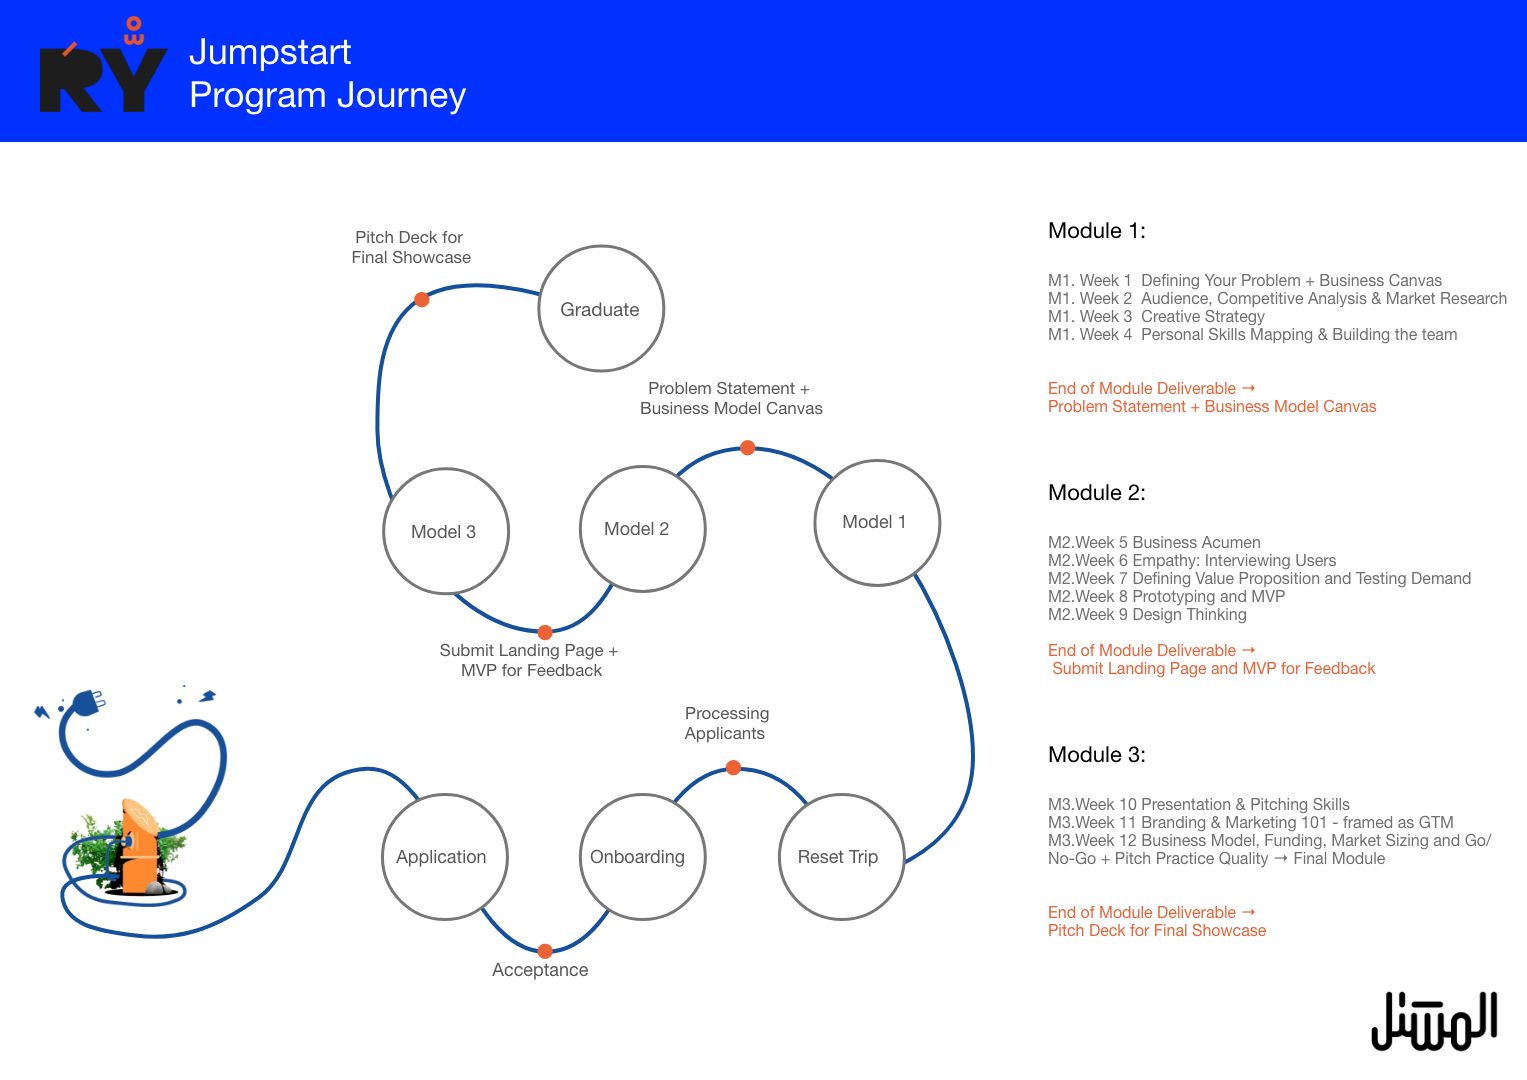 RY
Jumpstart
Program Journey
Pitch Deck for
Final Showcase
Graduate
Problem Statement +
Business Model Canvas
Model 3
Model 2
Model 1
Submit Landing Page +
MVP for Feedback
Processing
Applicants
Application
Onboarding
Reset Trip
Acceptance
Module 1:
M1. Week 1 Defining Your Problem + Business Canvas
M1. Week 2 Audience, Competitive Analysis & Market Research
M1. Week 3 Creative Strategy
M1. Week 4 Personal Skills Mapping & Building the team
End of Module Deliverable →
Problem Statement + Business Model Canvas
Module 2:
M2.Week 5 Business Acumen
M2.Week 6 Empathy: Interviewing Users
M2.Week 7 Defining Value Proposition and Testing Demand
M2.Week 8 Prototyping and MVP
M2.Week 9 Design Thinking
End of Module Deliverable →
Submit Landing Page and MVP for Feedback
Module 3:
M3.Week 10 Presentation & Pitching Skills
M3.Week 11 Branding & Marketing 101 - framed as GTM
M3.Week 12 Business Model, Funding, Market Sizing and Go/
No-Go + Pitch Practice Quality → Final Module
End of Module Deliverable →
Pitch Deck for Final Showcase